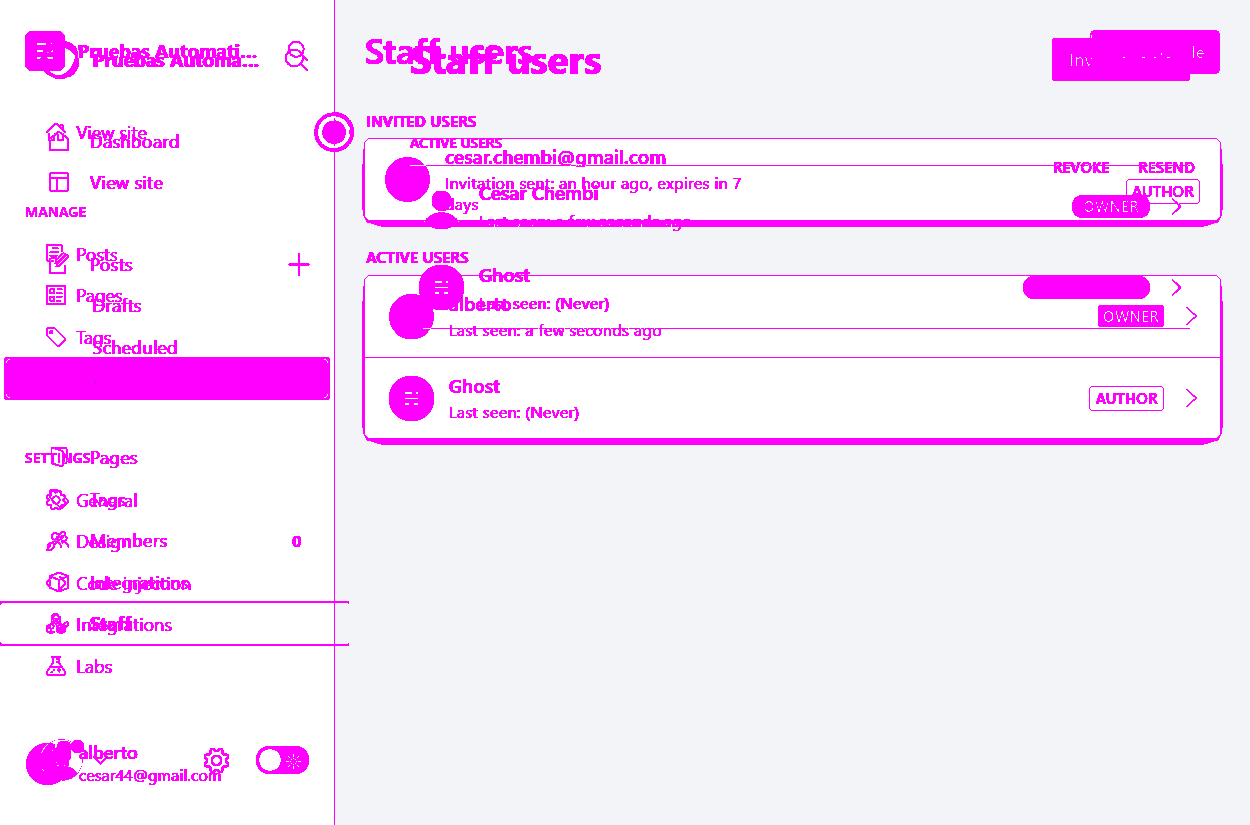 Pruebas Automati...
Pruebas Automa...
View site
Dashboard
View site
MANAGE
Posts
Posts
Pages
Drafts
Tags
Scheduled
SETTINGS
Pages
General
Tags
Design
Members
0
Code injection
Integrations
Integrations
Staff
Labs
alberto
cesar44@gmail.com
Staff users
Staff users
INVITED USERS
ACTIVE USERS
cesar.chembi@gmail.com
REVOKE RESEND
Invitation sent: an hour ago, expires in 7
days
AUTHOR
Cesar Chembi
OWNER
Last seen: a few seconds ago
ACTIVE USERS
Ghost
Last seen: (Never)
alberto
OWNER
Last seen: a few seconds ago
Ghost
AUTHOR
Last seen: (Never)